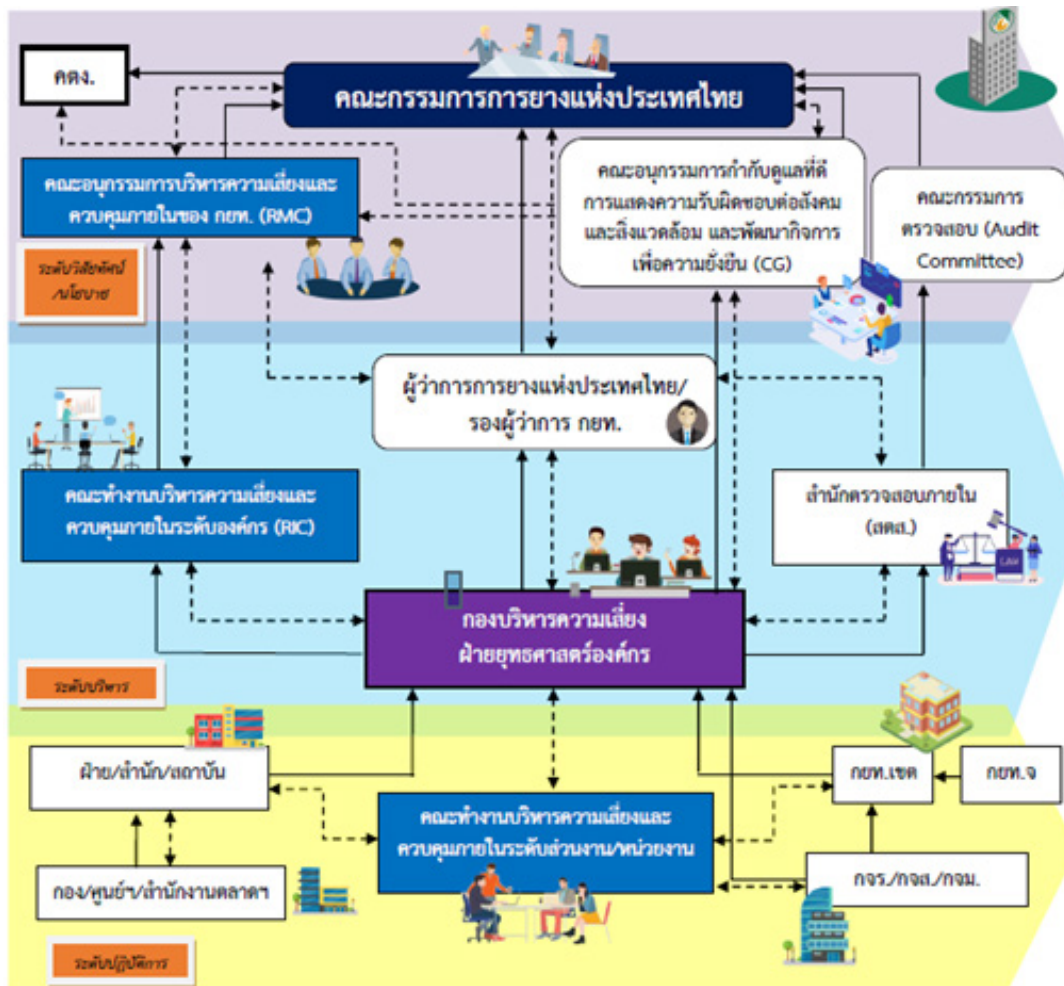 คตง.
คณะกรรมการการยางแห่งประเทศไทย
คณะอนุกรรมการบริหารความเสี่ยงและ
ควบคุมภายในของ กยท. (RMC)
คณะอนุกรรมการกำกับดูแลที่ดี
การแสดงความรับผิดชอบต่อสังคม
และสิ่งแวดล้อม และพัฒนากิจการ
เพื่อความยั่งยืน (CG)
คณะกรรมการ
ตรวจสอบ (Audit
Committee)
ระดับวิสัยทัศน์
/นโยบาย
ผู้ว่าการการยางแห่งประเทศไทย/
รองผู้ว่าการ กยท.
คณะทำงานบริหารความเสี่ยงและ
ควบคุมภายในระดับองค์กร (RIC)
สำนักตรวจสอบภายใน
(สตส.)
LAW
กองบริหารความเสี่ยง
ฝ่ายยุทธศาสตร์องค์กร
ระดับบริหาร
ฝ่าย/สำนัก/สถาบัน
กยท.เขต
กยท.จ
คณะทำงานบริหารความเสี่ยงและ
ควบคุมภายในระดับส่วนงาน/หน่วยงาน
กอง/ศูนย์ฯ/สำนักงานตลาดฯ
กจร./กจส./กจม.
ระดับปฏิบัติการ